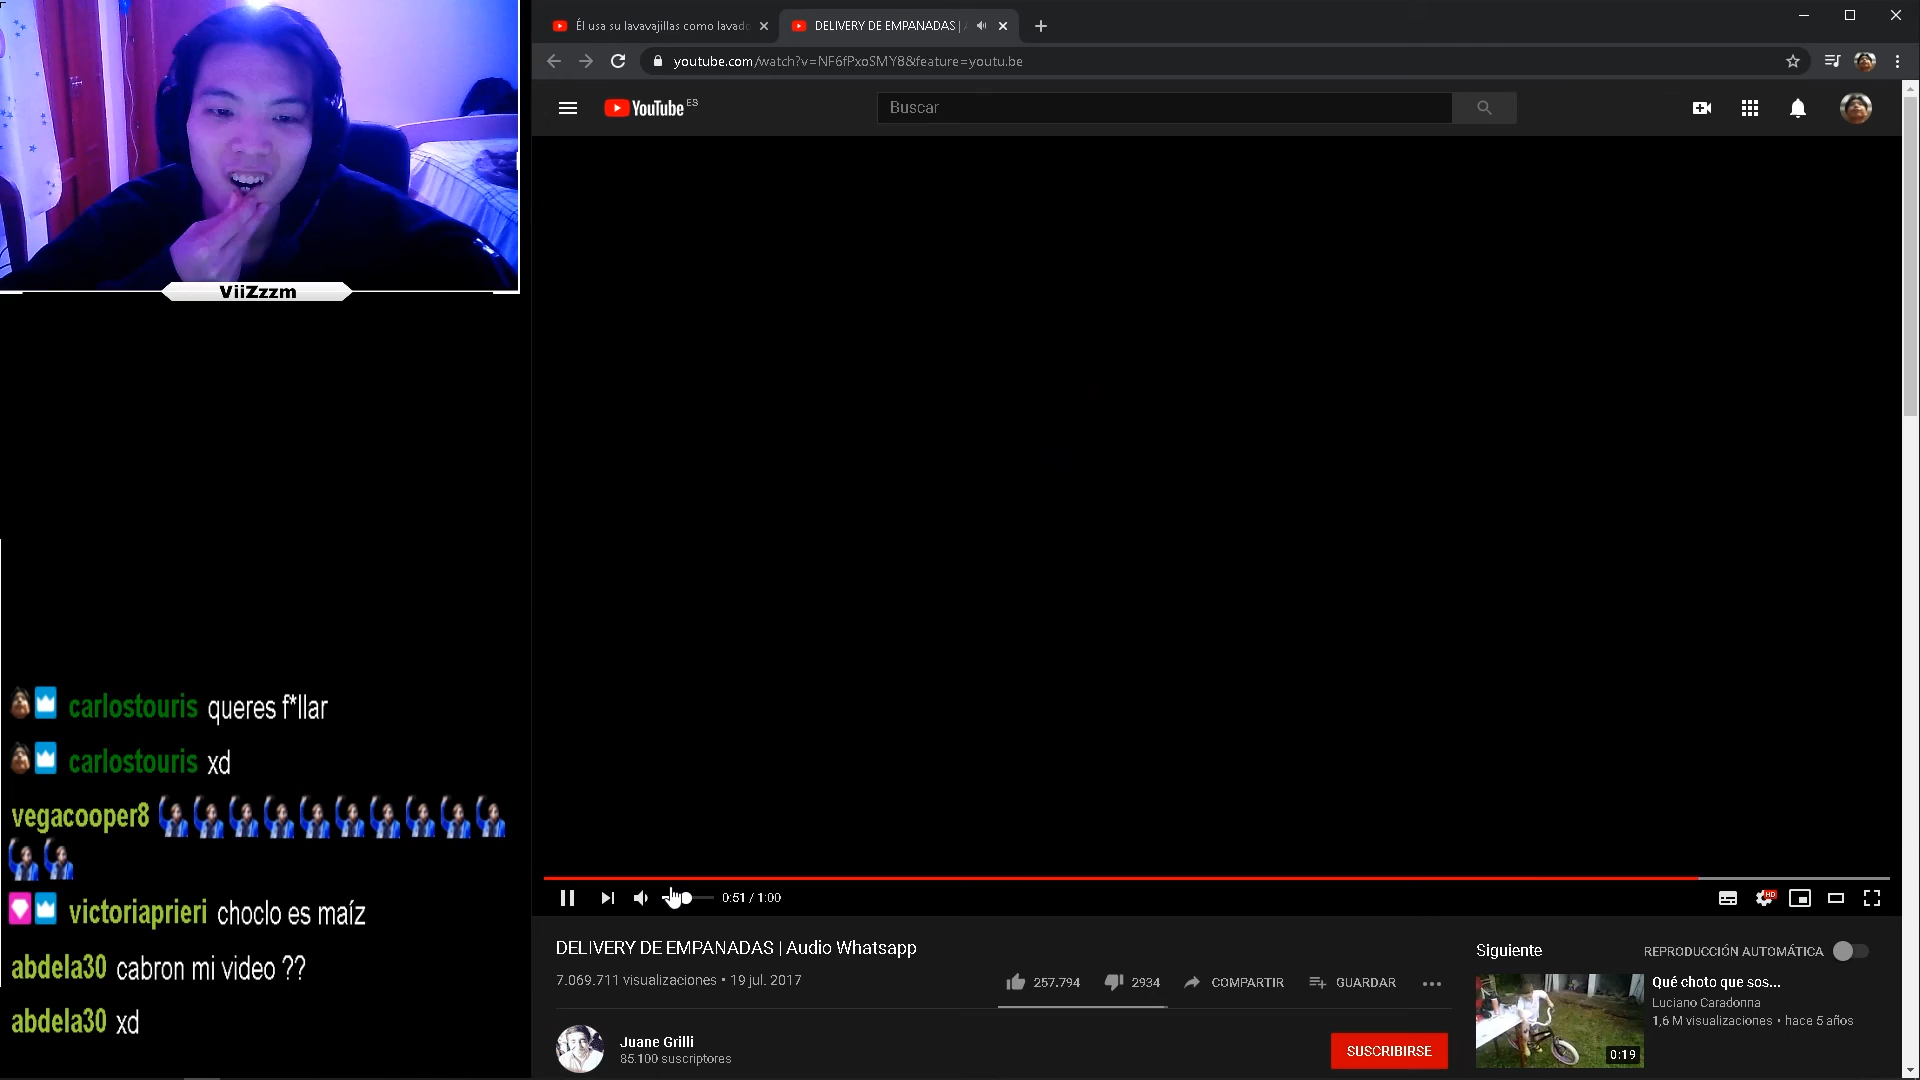 ViiZzzm
carlostouris queres f*llar
carlostouris xd
vegacooper8
victoriaprieri choclo es maíz
abdela30 cabron mi video ??
abdela30 xd
Él usa su lavavajillas como lavado
DELIVERY DE EMPANADAS |
youtube.com/watch?v=NF6fPxoSMY8&feature=youtu.be
YouTube ES
Buscar
0:51 / 1:00
HD
DELIVERY DE EMPANADAS | Audio Whatsapp
7.069.711 visualizaciones • 19 jul. 2017
257.794
2934
COMPARTIR
GUARDAR
Juane Grilli
85.100 suscriptores
SUSCRIBIRSE
Siguiente
REPRODUCCIÓN AUTOMÁTICA
0:19
Qué choto que sos...
Luciano Caradonna
1,6 M visualizaciones • hace 5 años